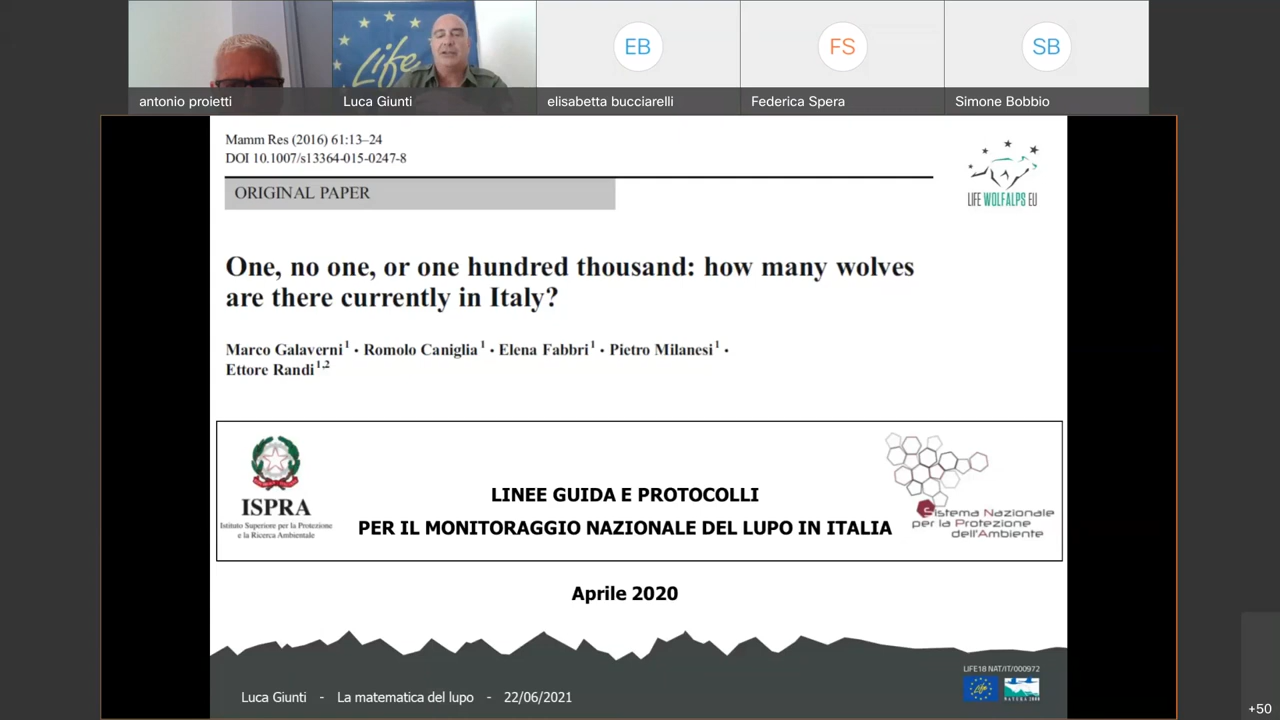 EB
FS
SB
Life
antonio proietti
Luca Giunti
elisabetta bucciarelli
Federica Spera
Simone Bobbio
Mamm Res (2016) 61:13–24
DOI 10.1007/s13364-015-0247-8
ORIGINAL PAPER
LIFE WOLFALPS EU
One, no one, or one hundred thousand: how many wolves
are there currently in Italy?
Marco Galaverni1 · Romolo Caniglia1 · Elena Fabbri1 · Pietro Milanesi1 ·
Ettore Randi1,2
ISPRA
Istituto Superiore per la Protezione
e la Ricerca Ambientale
LINEE GUIDA E PROTOCOLLI
PER IL MONITORAGGIO NAZIONALE DEL LUPO IN ITALIA
Sistema Nazionale
per la Protezione
dell'Ambiente
Aprile 2020
LIFE18 NAT/IT/000972
Life
NATURA 2000
Luca Giunti - La matematica del lupo - 22/06/2021
+50